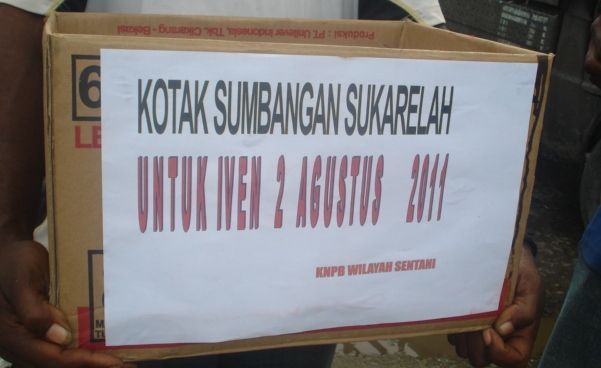 Produksi : PT. Unilever Indonesia, Tbk, Cikarang - Bekasi
KOTAK SUMBANGAN SUKARELAH
UNTUK IVEN 2 AGUSTUS 2011
KNPB WILAYAH SENTANI